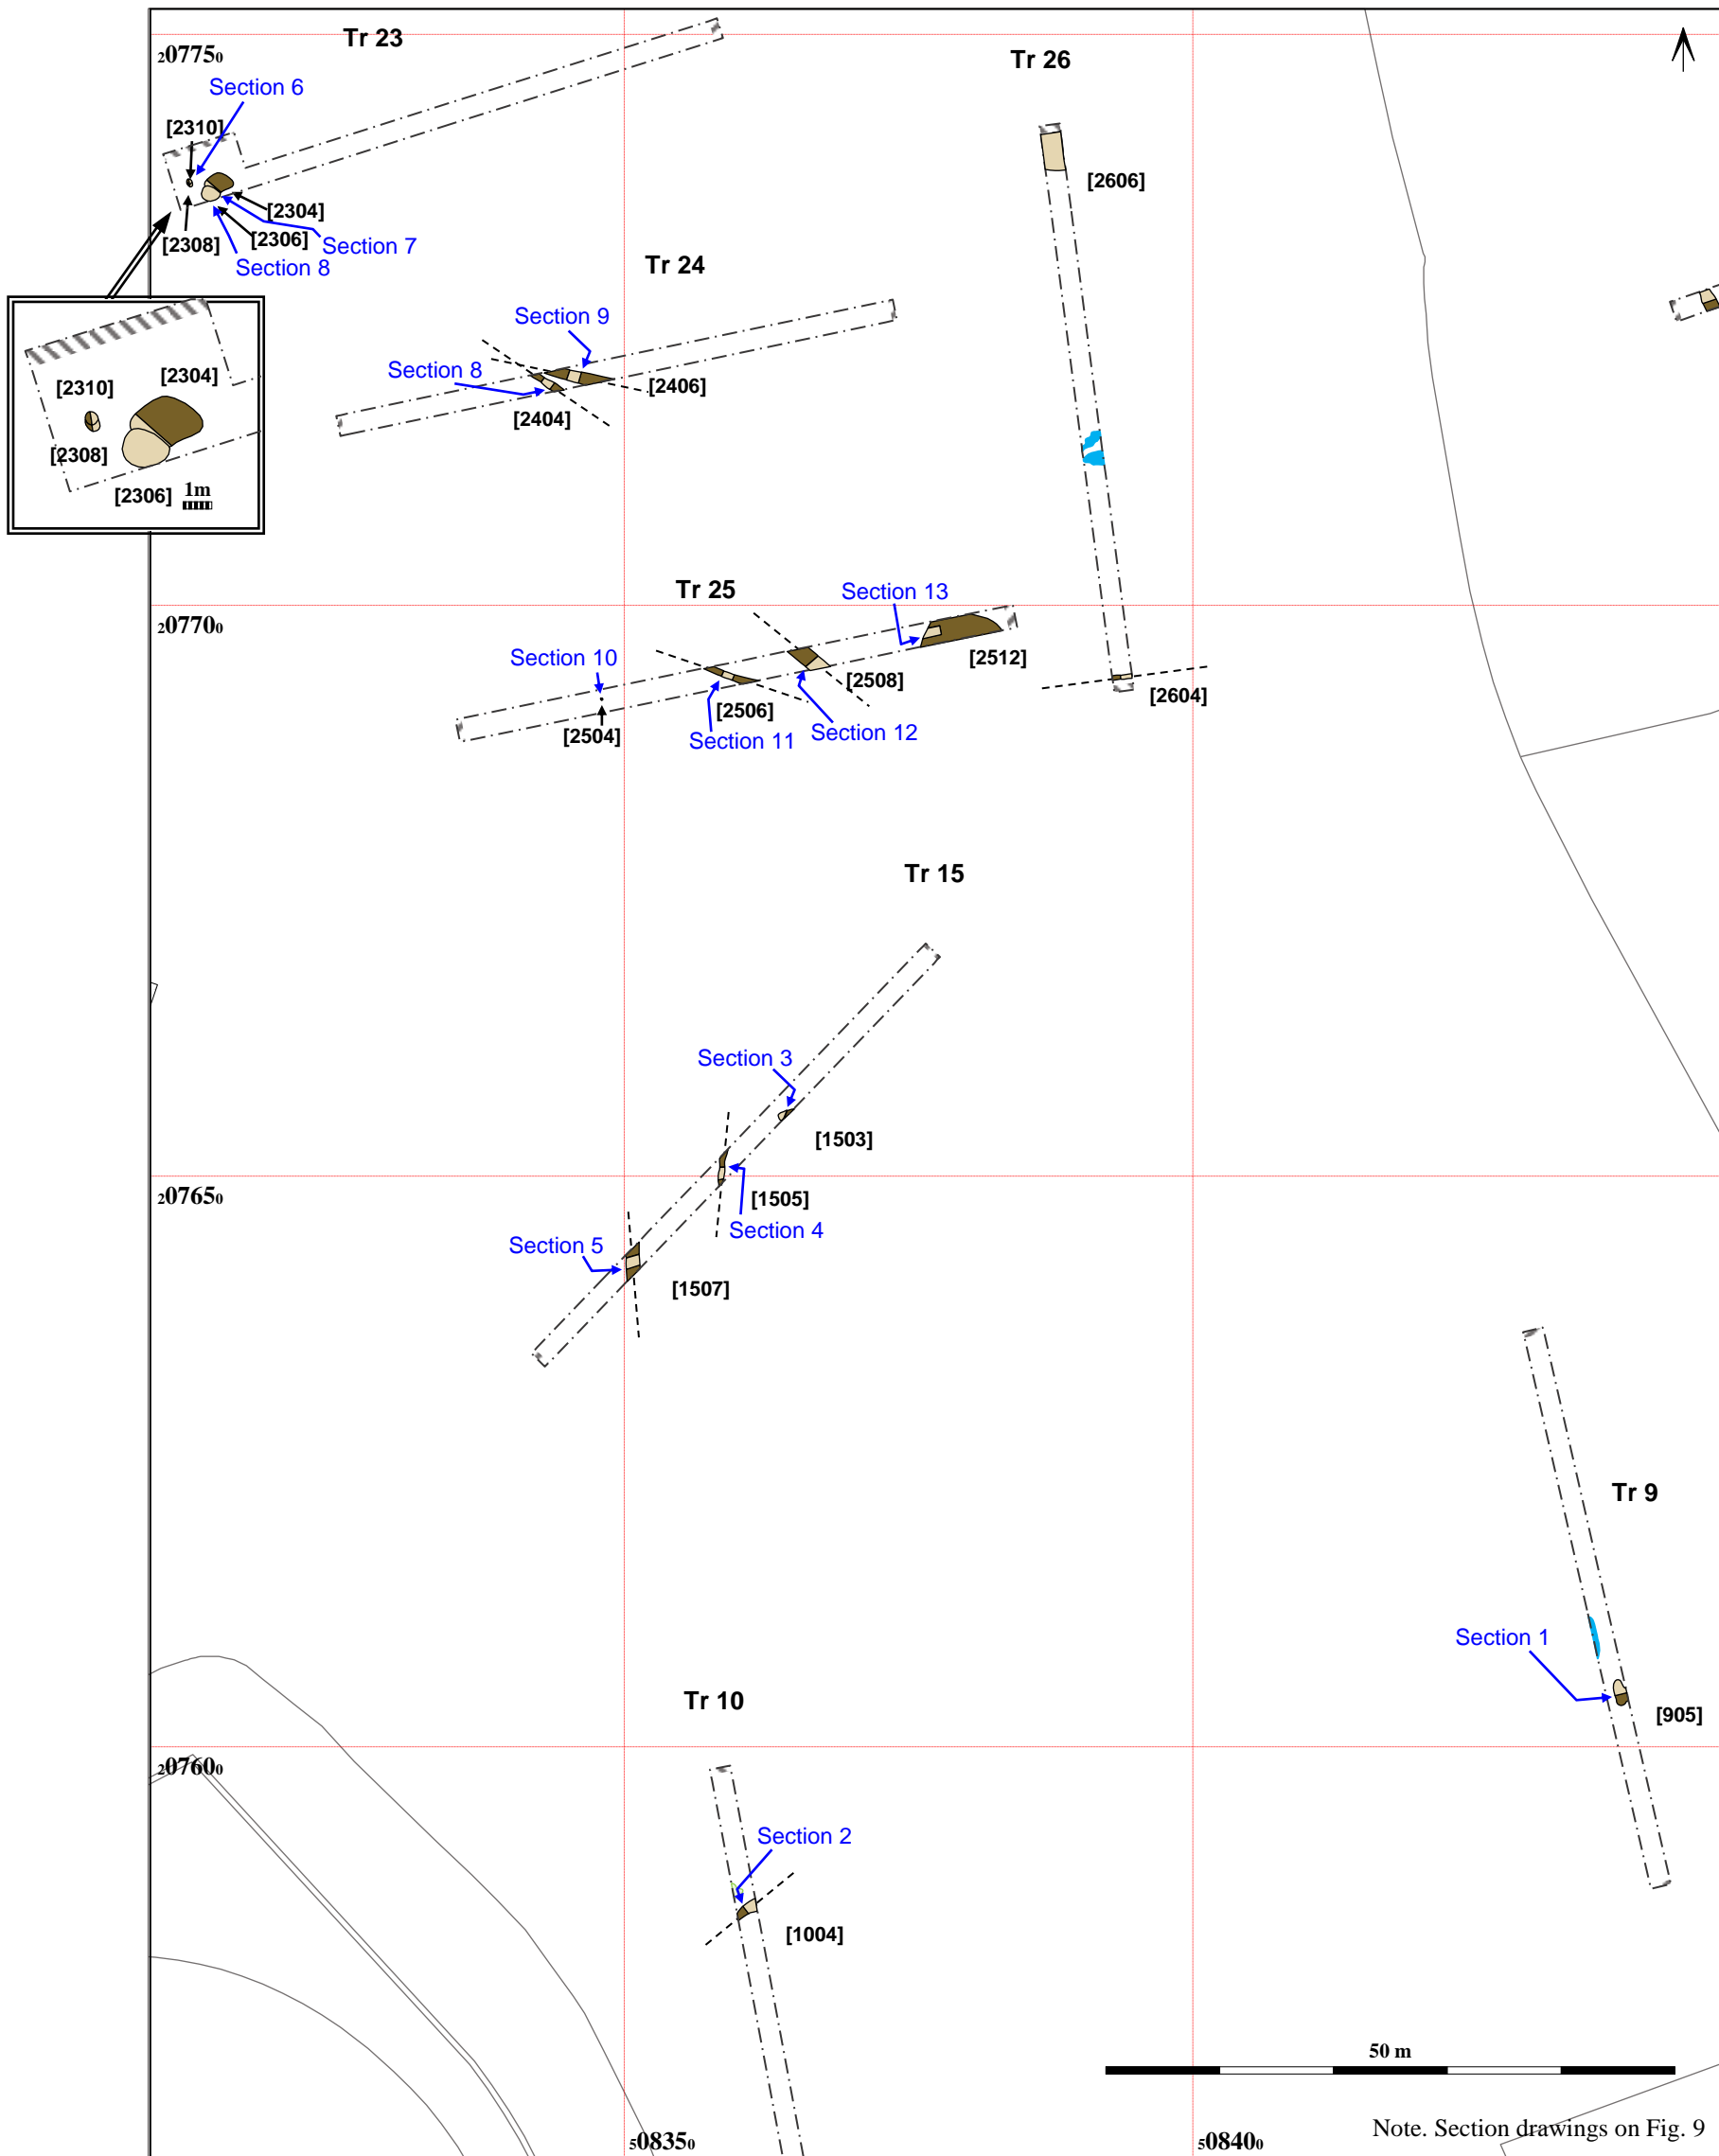 Tr 23
207750
Tr 26
Section 6
[2310]
[2606]
[2304]
[2306]
[2308]
Section 7
Section 8
Tr 24
[2310]
[2304]
[2308]
[2306]
1m
Section 9
Section 8
[2406]
[2404]
Tr 25
Section 13
207700
Section 10
[2512]
[2508]
[2604]
[2506]
[2504]
Section 11
Section 12
Tr 15
Section 3
[1503]
207650
[1505]
Section 4
Section 5
[1507]
Tr 9
Section 1
Tr 10
[905]
207600
Section 2
[1004]
50 m
Note. Section drawings on Fig. 9
508350
508400